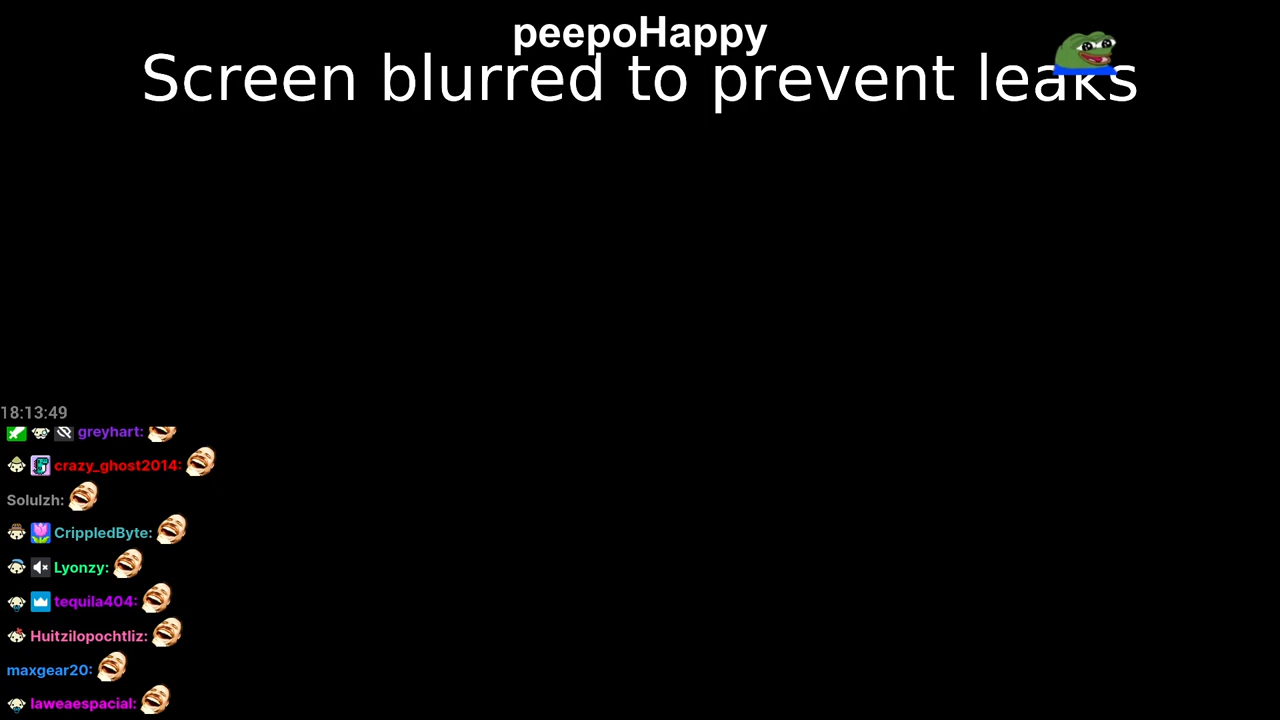 peepoHappy
Screen blurred to prevent leaks
18:13:49
greyhart:
crazy_ghost2014:
Solulzh:
CrippledByte:
Lyonzy:
tequila404:
Huitzilopochtliz:
maxgear20:
laweaespacial: